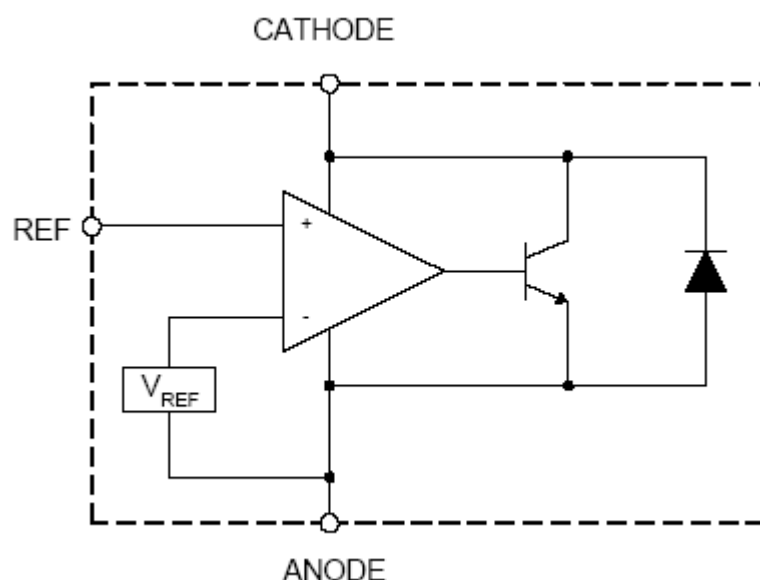 CATHODE
REF
+
-
VREF
ANODE